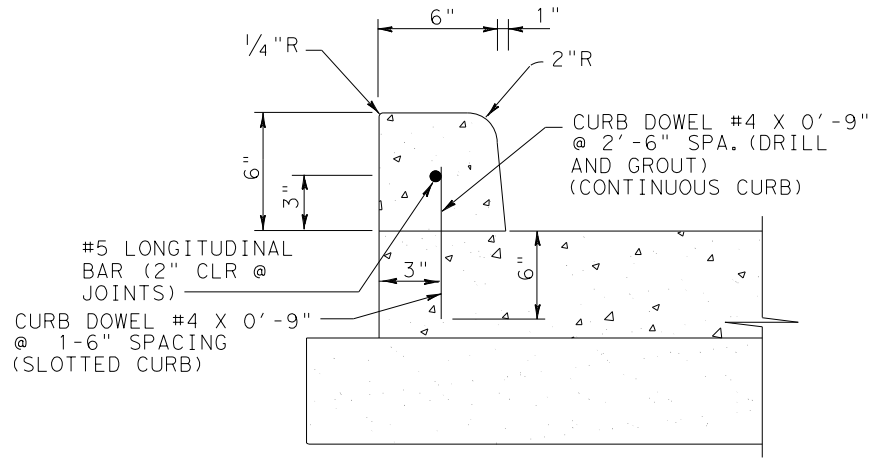 6" 1"
1/4"R
2"R
CURB DOWEL #4 X 0'-9"
@ 2'-6" SPA. (DRILL
AND GROUT)
(CONTINUOUS CURB)
6"
3"
#5 LONGITUDINAL
BAR (2" CLR @
JOINTS)
3"
6"
CURB DOWEL #4 X 0'-9"
@ 1-6" SPACING
(SLOTTED CURB)